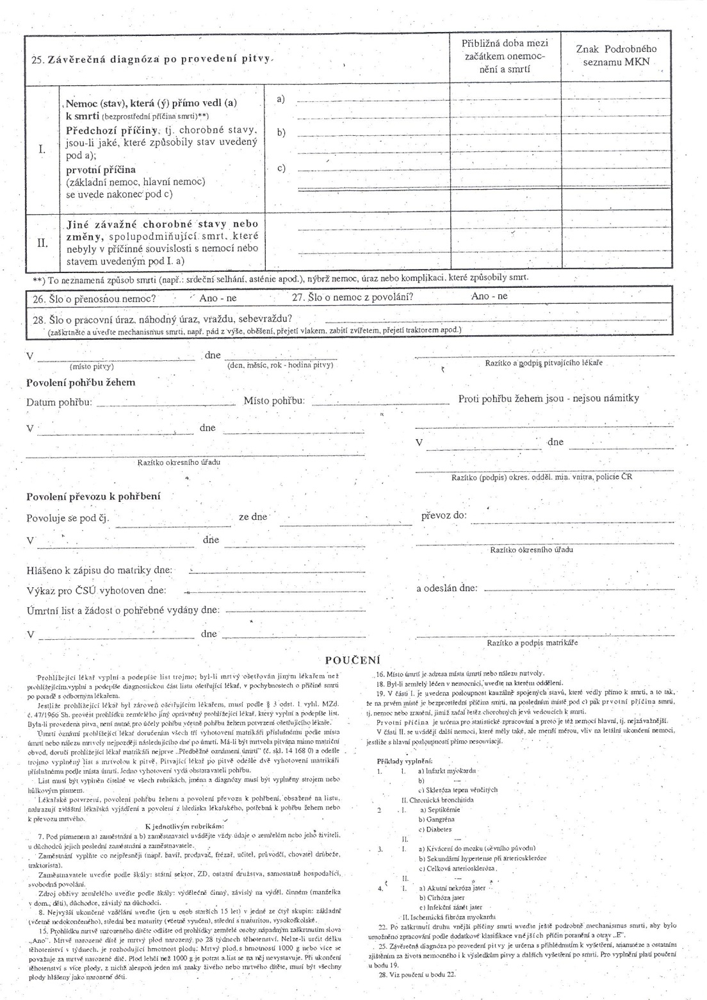 25. Závěrečná diagnóza po provedení pitvy.
Přibližná doba mezi
začátkem onemoc-
nění a smrtí
Znak Podrobného
seznamu MKN
I.
Nemoc (stav), která (ý) přímo vedl (a)
k smrti (bezprostřední příčina smrti)**)
Předchozí příčiny, tj. chorobné stavy,
jsou-li jaké, které způsobily stav uvedený
pod a);
prvotní příčina
(základní nemoc, hlavní nemoc)
se uvede nakonec pod c)
a)
b)
c)
II.
Jiné závažné chorobné stavy nebo
změny, spolupodmiňující smrt, které
nebyly v příčinné souvislosti s nemocí nebo
stavem uvedeným pod I. a)
**) To neznamená způsob smrti (např.: srdeční selhání, asténie apod.), nýbrž nemoc, úraz nebo komplikaci, které způsobily smrt.
26. Šlo o přenosnou nemoc? Ano - ne 27. Šlo o nemoc z povolání? Ano - ne
28. Šlo o pracovní úraz, náhodný úraz, vraždu, sebevraždu?
(zaškrtněte a uveďte mechanismus smrti, např. pád z výše, oběšení, přejetí vlakem, zabití zvířetem, přejetí traktorem apod.)
V dne
(místo pitvy) (den, měsíc, rok - hodina pitvy) Razítko a podpis pitvajícího lékaře
Povolení pohřbu žehem
Datum pohřbu: Místo pohřbu: Proti pohřbu žehem jsou - nejsou námitky
V dne
V dne
Razítko okresního úřadu
Razítko (podpis) okres. odděl. min. vnitra, policie ČR
Povolení převozu k pohřbení
Povoluje se pod čj. ze dne převoz do:
V dne
Razítko okresního úřadu
Hlášeno k zápisu do matriky dne:
Výkaz pro ČSÚ vyhotoven dne: a odeslán dne:
Úmrtní list a žádost o pohřebné vydány dne:
V dne
Razítko a podpis matrikáře
POUČENÍ
Prohlížející lékař vyplní a podepíše list trojmo; byl-li mrtvý ošetřován jiným lékařem než
prohlížejícím,vyplní a podepíše diagnostickou část listu ošetřující lékař, v pochybnostech o příčině smrti
po poradě s odborným lékařem.
Jestliže prohlížející lékař byl zároveň ošetřujícím lékařem, musí podle § 3 odst. 1 vyhl. MZd.
č. 47/1966 Sb. provést prohlídku zemřelého jiný oprávněný prohlížející lékař, který vyplní a podepíše list.
Byla-li provedena pitva, není nutné, pro účely pohřbu včetně pohřbu žehem potvrzení ošetřujícího lékaře.
Úmrtí oznámí prohlížející lékař doručením všech tří vyhotovení matrikáři příslušnému podle místa
úmrtí nebo nálezu mrtvoly nejpozději následujícího dne po úmrtí. Má-li být mrtvola pitvána mimo matriční
obvod, doručí prohlížející lékař matrikáři nejprve „Předběžné oznámení úmrtí“ (č. skl. 14 168 0) a odešle
trojmo vyplněný list s mrtvolou k pitvě. Pitvající lékař po pitvě odešle dvě vyhotovení matrikáři
příslušnému podle místa úmrtí. Jedno vyhotovení vydá obstaravateli pohřbu.
List musí být vyplněn čitelně ve všech rubrikách, jména a diagnózy musí být vyplněny strojem nebo
hůlkovým písmem.
Lékařské potvrzení, povolení pohřbu žehem a povolení převozu k pohřbení, obsažené na listu,
nahrazují zvláštní lékařská vyjádření a povolení z hlediska lékařského, potřebná k pohřbu žehem nebo
k převozu mrtvého.
K jednotlivým rubrikám:
7. Pod písmenem a) zaměstnání a b) zaměstnavatel uvádějte vždy údaje o zemřelém nebo jeho živiteli,
u důchodců jejich poslední zaměstnání a zaměstnavatele.
Zaměstnání vyplňte co nejpřesněji (např. havíř, prodavač, frézař, učitel, průvodčí, chovatel drůbeže,
traktorista).
Zaměstnavatele uveďte podle škály: státní sektor, ZD, ostatní družstva, samostatně hospodařící,
svobodná povolání.
Zdroj obživy zemřelého uveďte podle škály: výdělečně činný, závislý na výděl. činném (manželka
v dom., děti), důchodce, závislý na důchodci.
8. Nejvyšší ukončené vzdělání uveďte (jen u osob starších 15 let) v jedné ze čtyř skupin: základní
(včetně nedokončeného), střední bez maturity (včetně vyučen), střední s maturitou, vysokoškolské.
15. Prohlídku mrtvě narozeného dítěte odlište od prohlídky zemřelé osoby nápadným zaškrtnutím slova
„Ano“. Mrtvě narozené dítě je mrtvý plod narozený po 28 týdnech těhotenství. Nelze-li určit délku
těhotenství v týdnech, je rozhodující hmotnost plodu; Mrtvý plod s hmotností 1000 g nebo více se
považuje za mrtvě narozené dítě. Plod lehčí než 1000 g je potrat a list se na něj nevystavuje. Při ukončení
těhotenství s více plody, z nichž alespoň jeden má znaky živého nebo mrtvého dítěte, musí být všechny
plody hlášeny jako narozené děti.
16. Místo úmrtí je adresa místa úmrtí nebo nálezu mrtvoly.
18. Byl-li zemřelý léčen v nemocnici, uveďte na kterém oddělení.
19. V části I. je uvedena posloupnost kauzálně spojených stavů, které vedly přímo k smrti, a to tak,
že na prvém místě je bezprostřední příčina smrti, na posledním místě pod c) pak prvotní příčina smrti,
tj. nemoc nebo zranění, jimiž začal řetěz chorobných jevů vedoucích k smrti.
Prvotní příčina je určena pro statistické zpracování a proto je též nemocí hlavní, tj. nejzávažnější.
V části II. se uvádějí další nemoci, které měly také, ale menší měrou, vliv na letální ukončení nemoci,
jestliže s hlavní posloupností přímo nesouvisejí.
Příklady vyplnění:
1. I. a) Infarkt myokardu
b) —
c) Skleróza tepen věnčitých
II. Chronická bronchitida
2 I. a) Septikémie
b) Gangréna
c) Diabetes
II. —
3. I. a) Krvácení do mozku (cévního původu)
b) Sekundární hypertense při arterioskleróze
c) Celková arterioskleróza
II. —
4. I. a) Akutní nekróza jater
b) Cirhóza jater
c) Infekční zánět jater
II. Ischemická fibróza myokardu
22. Po zaškrtnutí druhu vnější příčiny smrti uveďte ještě podrobně mechanismus smrti, aby bylo
umožněno zpracování podle dodatkové klasifikace vnějších příčin poranění a otrav „E“.
25. Závěrečná diagnóza po provedení pitvy je určena s přihlédnutím k vyšetření, anamnéze a ostatním
zjištěním za života nemocného i k výsledkům pitvy a dalších vyšetření po smrti. Pro vyplnění platí poučení
u bodu 19.
28. Viz poučení u bodu 22.